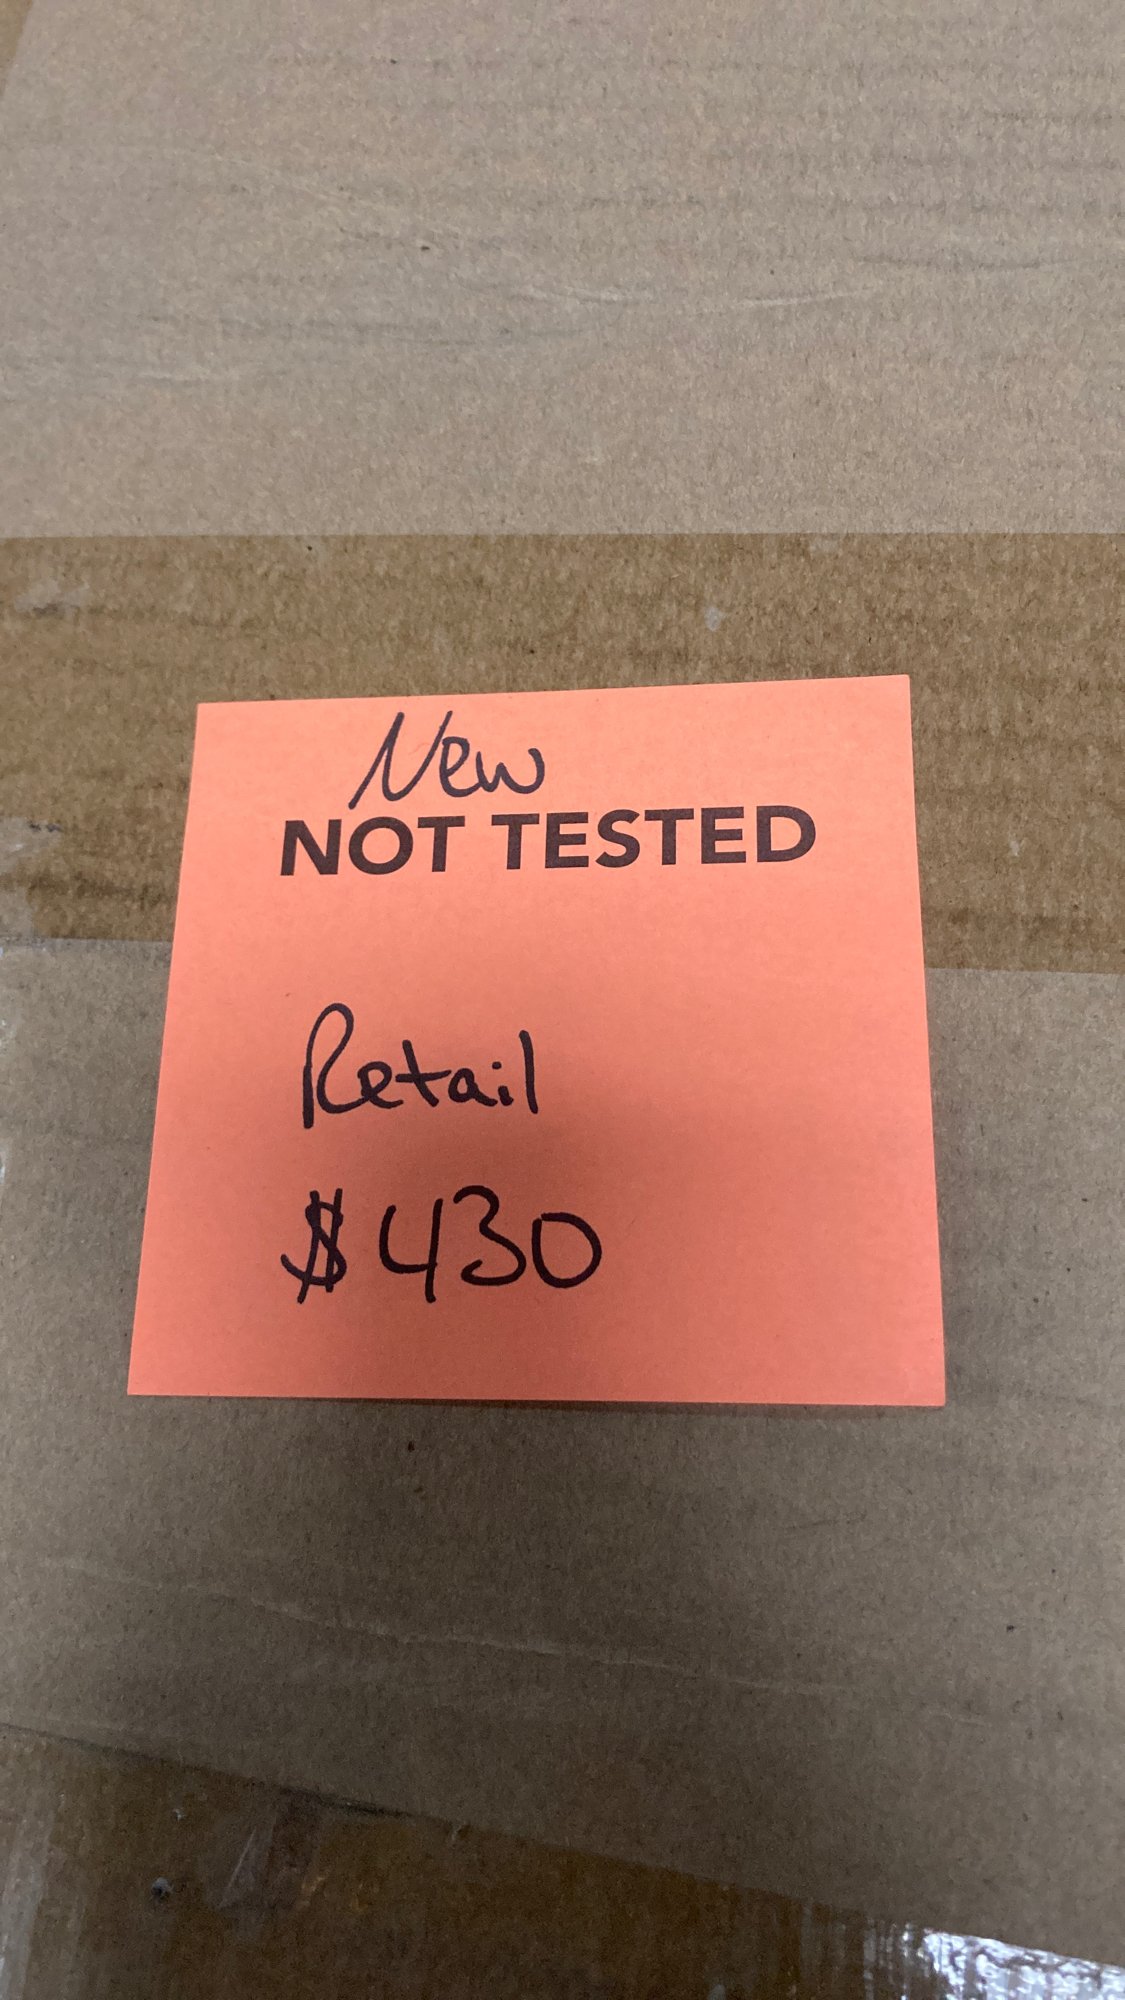 New
NOT TESTED
Retail
$430